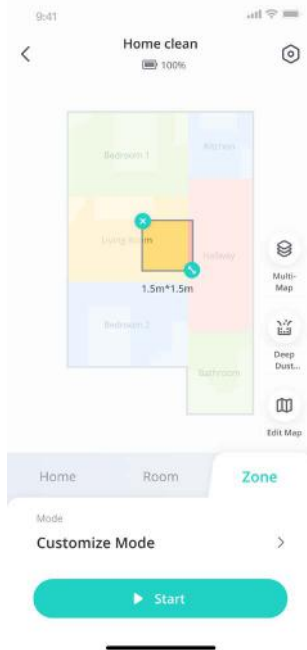 9:41
Home clean
100%
Bedroom 1
Kitchen
Living Room
Hallway
1.5m*1.5m
Multi-
Map
Bedroom 2
Deep
Dust...
Bathroom
Edit Map
Home Room Zone
Mode
Customize Mode
Start